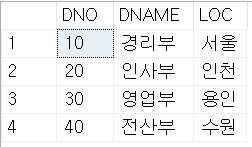 DNO DNAME LOC
1 10 경리부 서울
2 20 인사부 인천
3 30 영업부 용인
4 40 전산부 수원